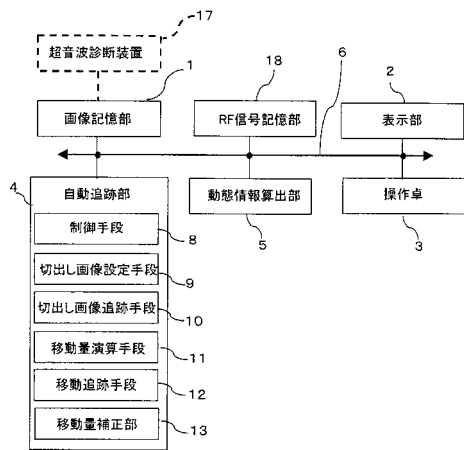 17
超音波診断装置
1
18
6
2
画像記憶部
RF信号記憶部
表示部
4
自動追跡部
動態情報算出部
操作卓
5
3
制御手段
8
切出し画像設定手段
9
切出し画像追跡手段
10
移動量演算手段
11
移動追跡手段
12
移動量補正部
13